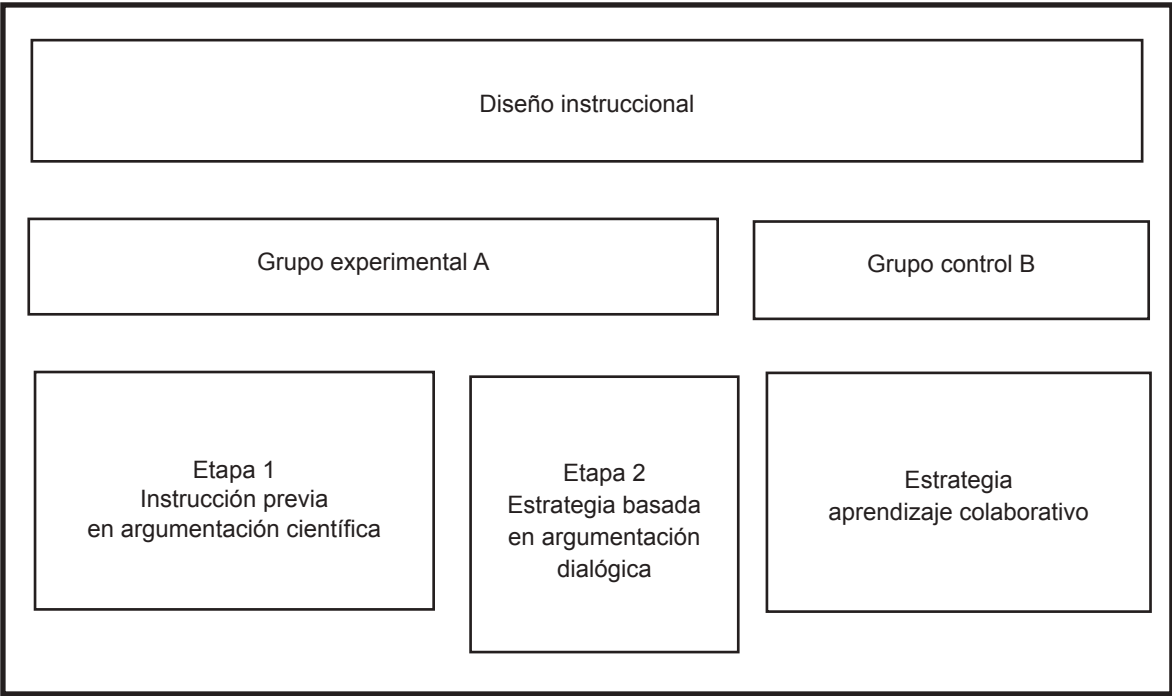 Diseño instruccional
Grupo experimental A
Grupo control B
Etapa 1
Instrucción previa
en argumentación científica
Etapa 2
Estrategia basada
en argumentación
dialógica
Estrategia
aprendizaje colaborativo